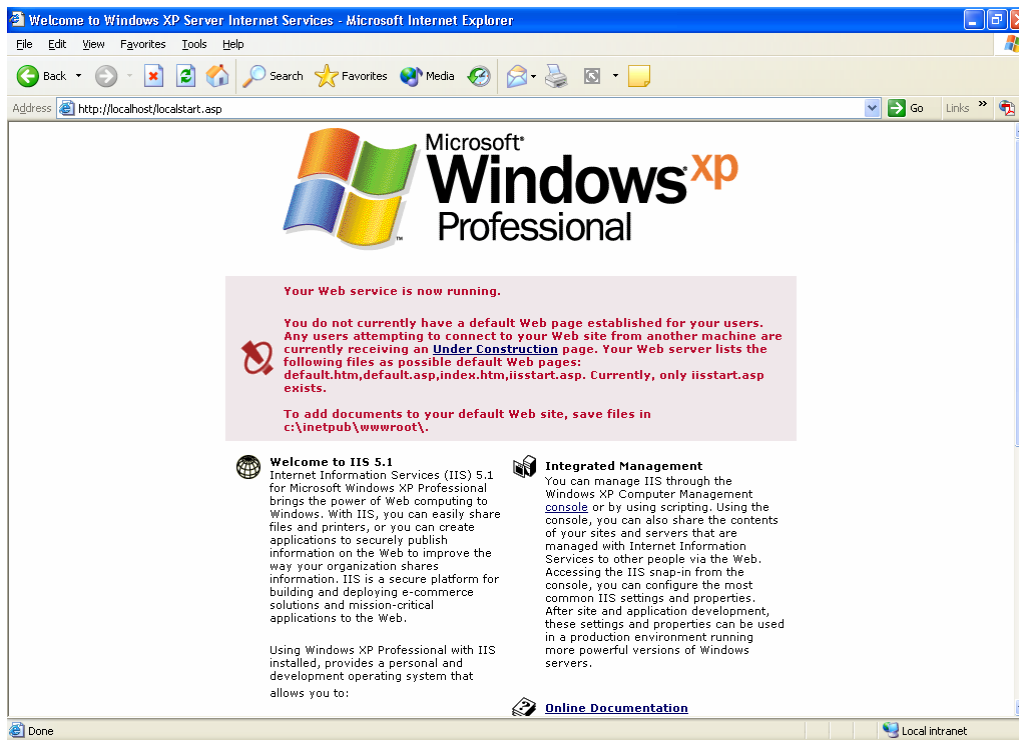 Welcome to Windows XP Server Internet Services - Microsoft Internet Explorer
File Edit View Favorites Tools Help
Back Search Favorites Media
Address http://localhost/localstart.asp Go Links »
Microsoft®
Windows® xp
Professional
™
Your Web service is now running.
You do not currently have a default Web page established for your users.
Any users attempting to connect to your Web site from another machine are
currently receiving an Under Construction page. Your Web server lists the
following files as possible default Web pages:
default.htm,default.asp,index.htm,iisstart.asp. Currently, only iisstart.asp
exists.
To add documents to your default Web site, save files in
c:\inetpub\wwwroot\.
Welcome to IIS 5.1
Internet Information Services (IIS) 5.1
for Microsoft Windows XP Professional
brings the power of Web computing to
Windows. With IIS, you can easily share
files and printers, or you can create
applications to securely publish
information on the Web to improve the
way your organization shares
information. IIS is a secure platform for
building and deploying e-commerce
solutions and mission-critical
applications to the Web.
Using Windows XP Professional with IIS
installed, provides a personal and
development operating system that
allows you to:
Integrated Management
You can manage IIS through the
Windows XP Computer Management
console or by using scripting. Using the
console, you can also share the contents
of your sites and servers that are
managed with Internet Information
Services to other people via the Web.
Accessing the IIS snap-in from the
console, you can configure the most
common IIS settings and properties.
After site and application development,
these settings and properties can be used
in a production environment running
more powerful versions of Windows
servers.
Online Documentation
Done Local intranet